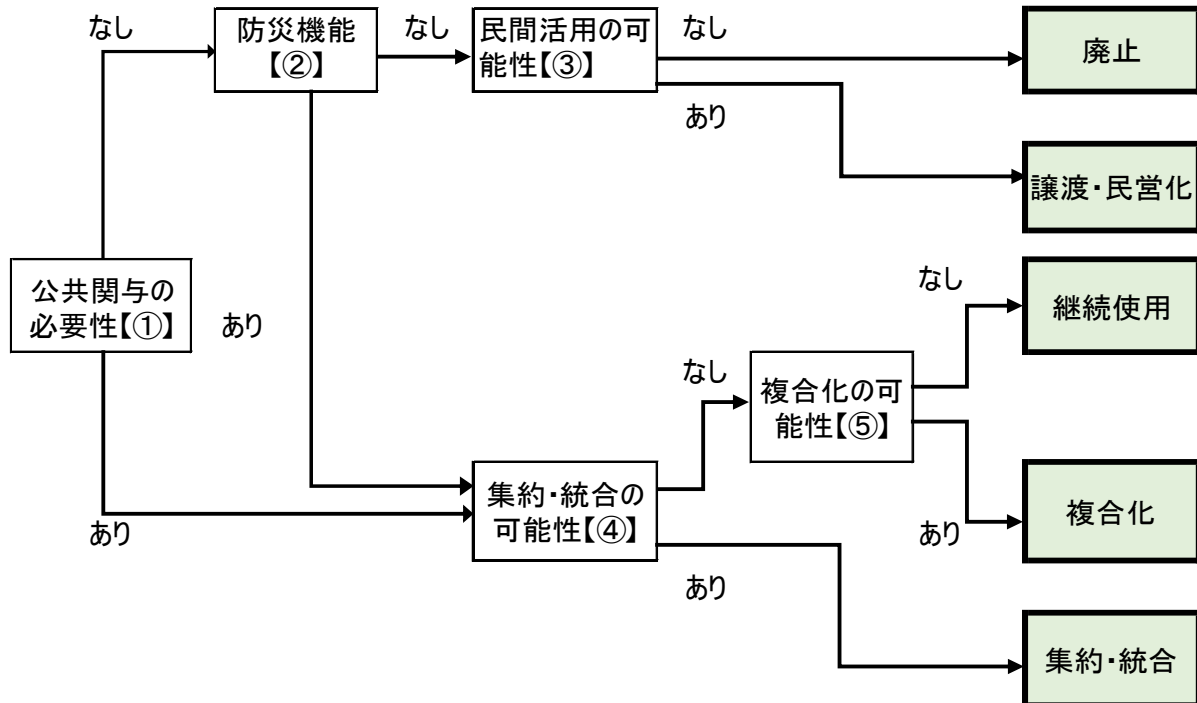 なし
防災機能
【②】
なし
民間活用の可
能性【③】
なし
廃止
あり
譲渡・民営化
公共関与の
必要性【①】
あり
なし
継続使用
なし
複合化の可
能性【⑤】
あり
集約・統合の
可能性【④】
あり
複合化
あり
集約・統合